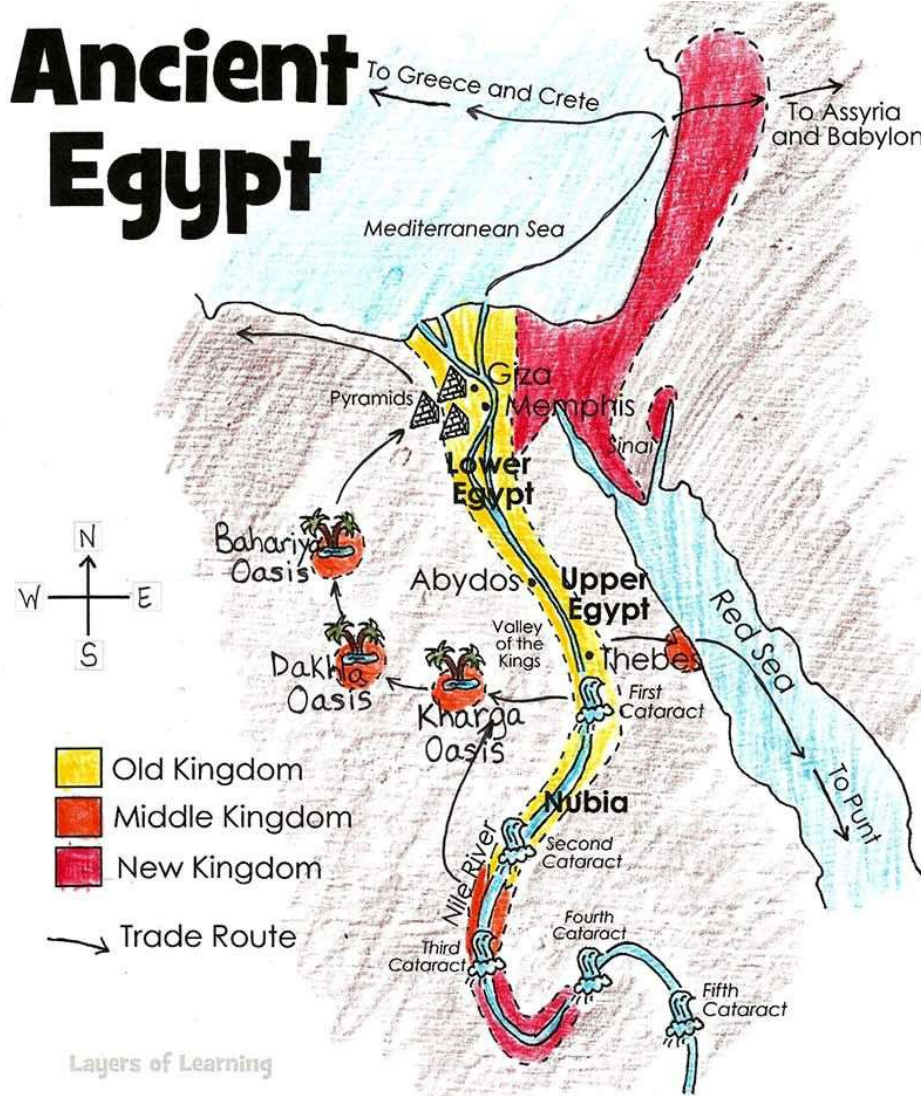 Ancient
Egypt
To Greece and Crete
To Assyria
and Babylon
Mediterranean Sea
Giza
Pyramids
Memphis
Sinai
Lower
Egypt
Bahariya
Oasis
N
W
E
S
Abydos
Upper
Egypt
Valley
of the
Kings
Thebes
Red Sea
Dakhla
Oasis
Kharga
Oasis
First
Cataract
Old Kingdom
Middle Kingdom
New Kingdom
Trade Route
Nubia
To Punt
Nile River
Second
Cataract
Third
Cataract
Fourth
Cataract
Fifth
Cataract
Layers of Learning